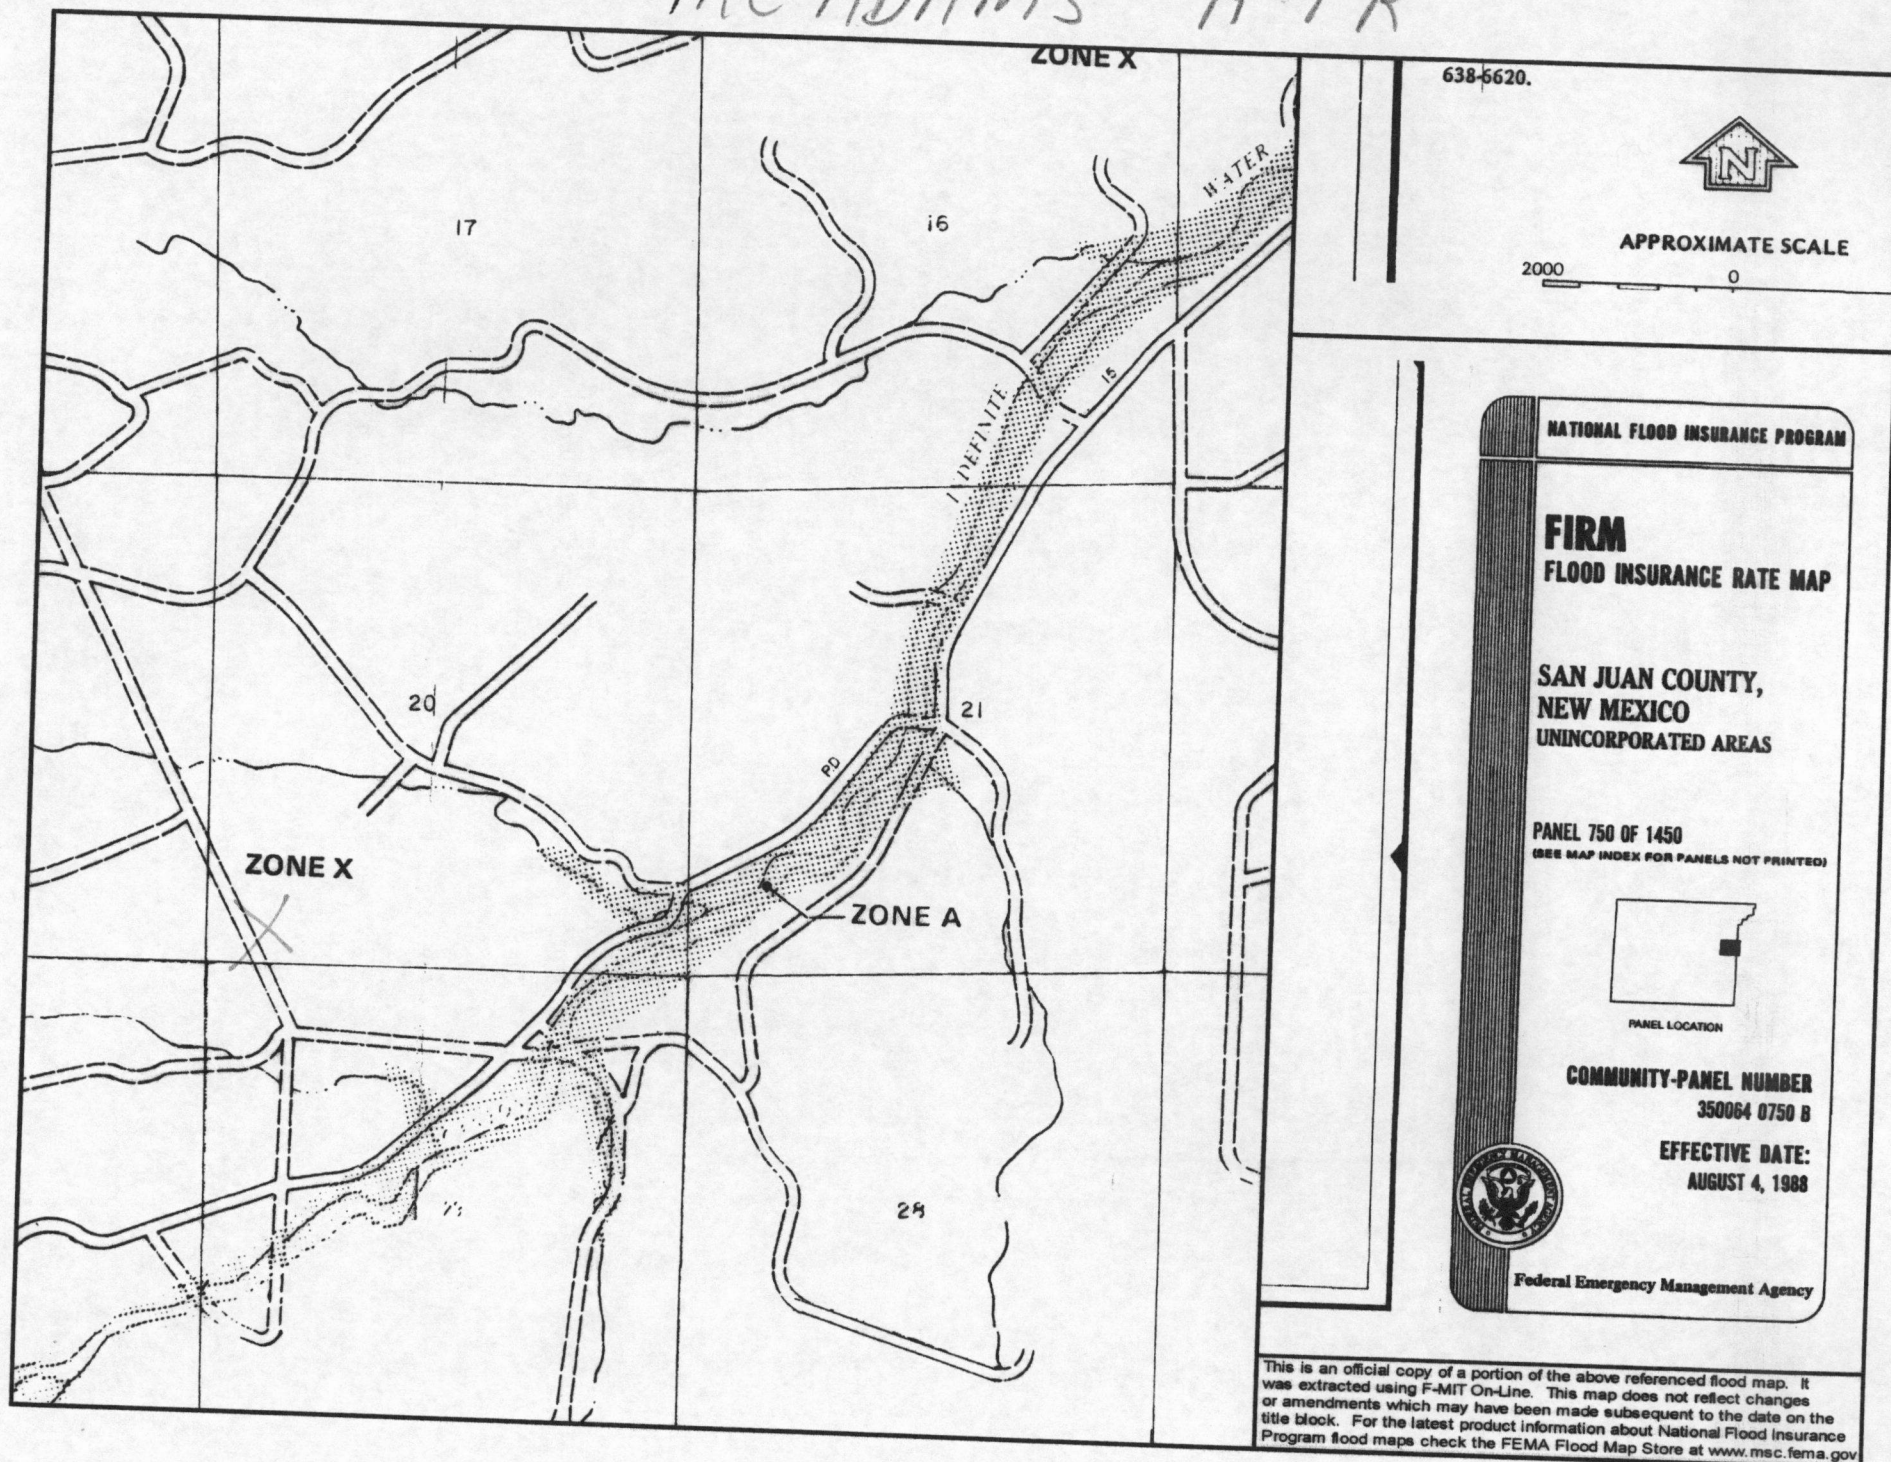 McADAMS
ZONE X
638-6620.
N
WATER
17
16
APPROXIMATE SCALE
2000 0
15
NATIONAL FLOOD INSURANCE PROGRAM
FIRM
FLOOD INSURANCE RATE MAP
SAN JUAN COUNTY,
NEW MEXICO
UNINCORPORATED AREAS
20
21
ZONE X
ZONE A
PANEL 750 OF 1450
(SEE MAP INDEX FOR PANELS NOT PRINTED)
PANEL LOCATION
COMMUNITY-PANEL NUMBER
350064 0750 B
EFFECTIVE DATE:
AUGUST 4, 1988
28
Federal Emergency Management Agency
This is an official copy of a portion of the above referenced flood map. It
was extracted using F-MIT On-Line. This map does not reflect changes
or amendments which may have been made subsequent to the date on the
title block. For the latest product information about National Flood Insurance
Program flood maps check the FEMA Flood Map Store at www.msc.fema.gov